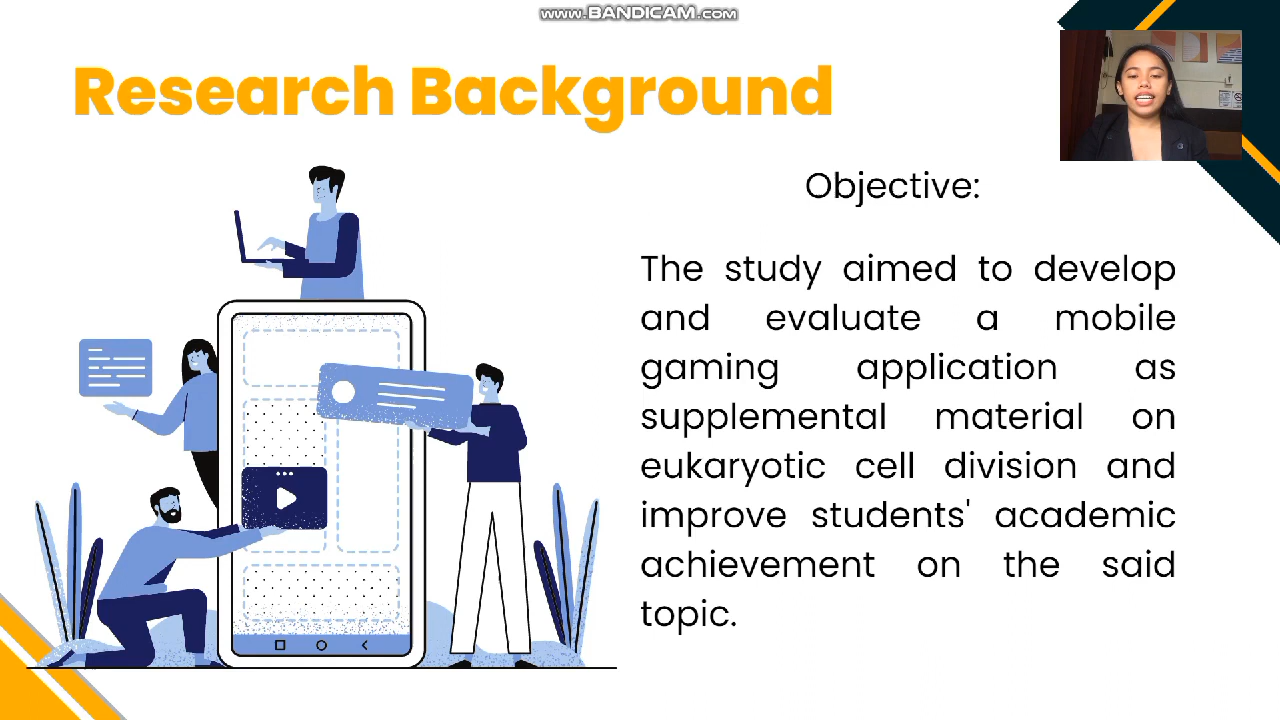 www.BANDICAM.com
Research Background
Objective:
The study aimed to develop
and evaluate a mobile
gaming application as
supplemental material on
eukaryotic cell division and
improve students' academic
achievement on the said
topic.